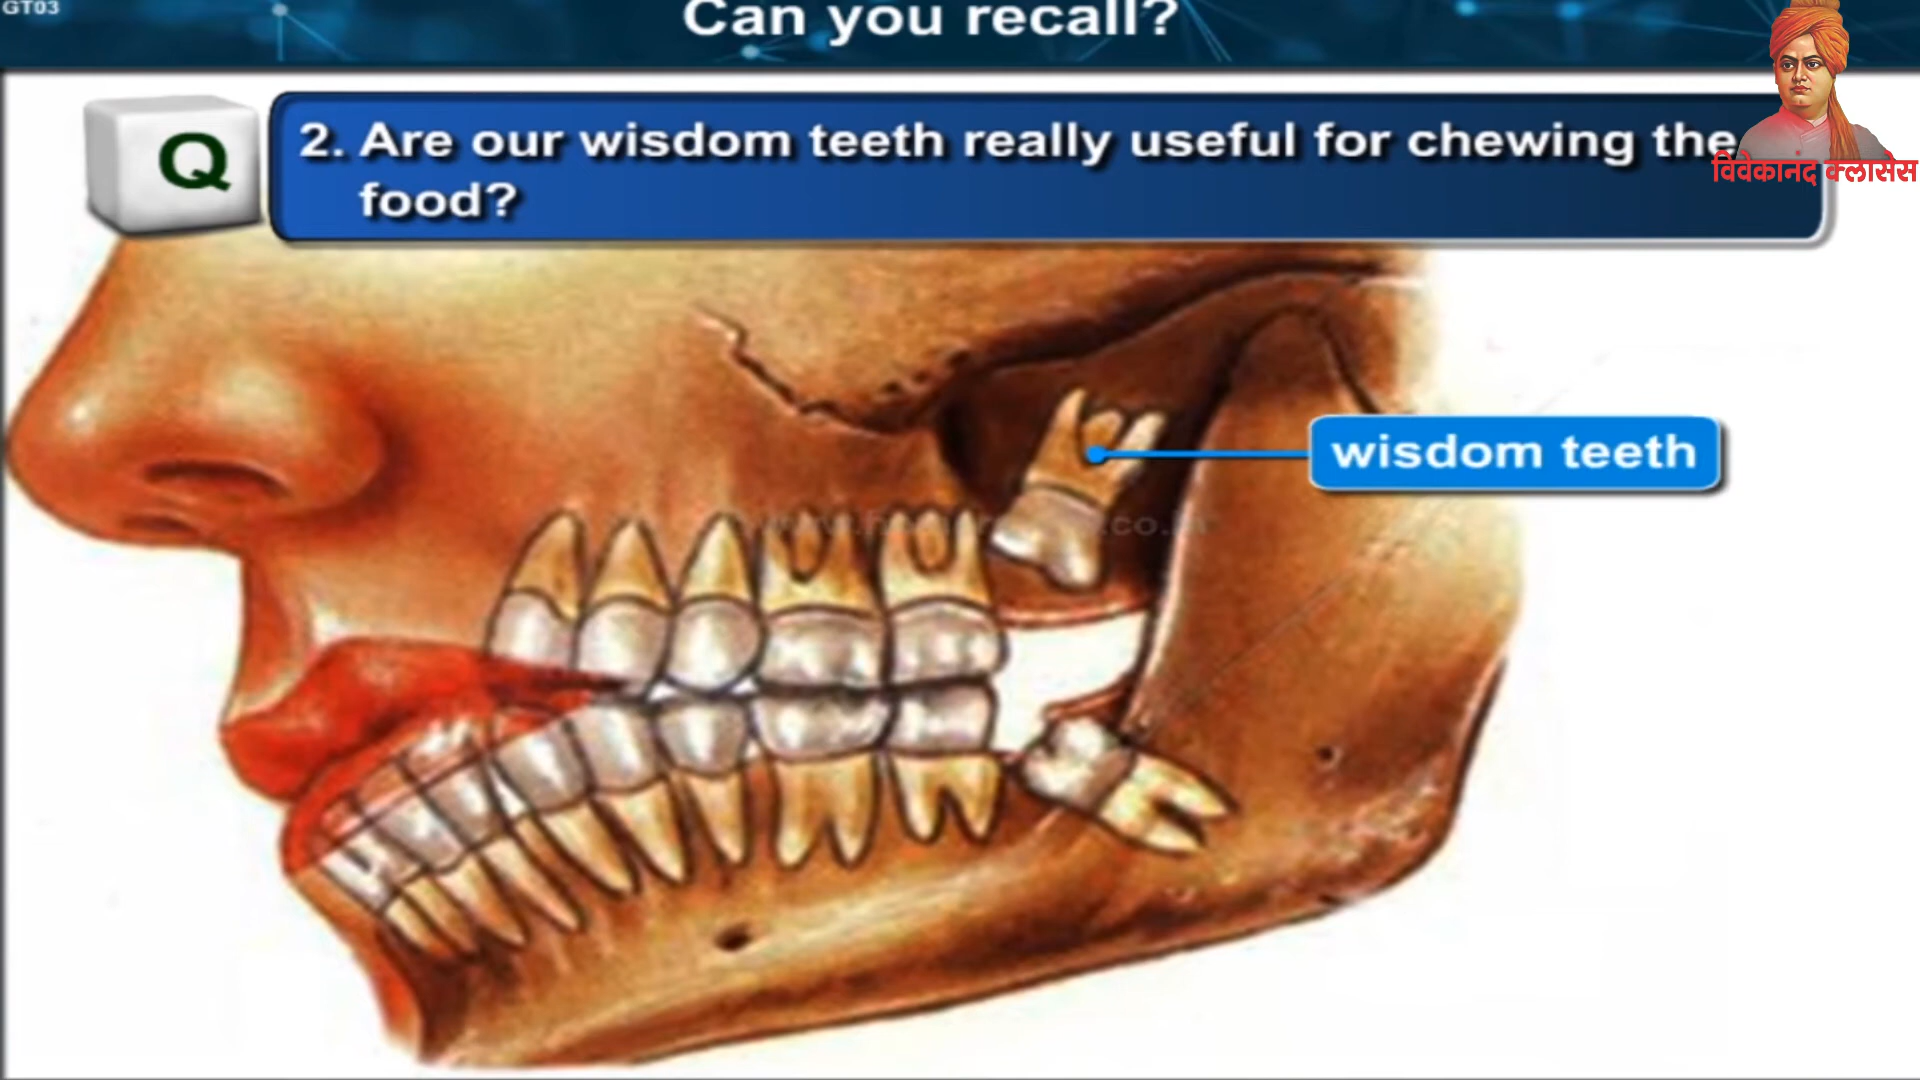 GT03
Can you recall?
Q
2. Are our wisdom teeth really useful for chewing the
food?
विवेकानंद क्लासेस
wisdom teeth